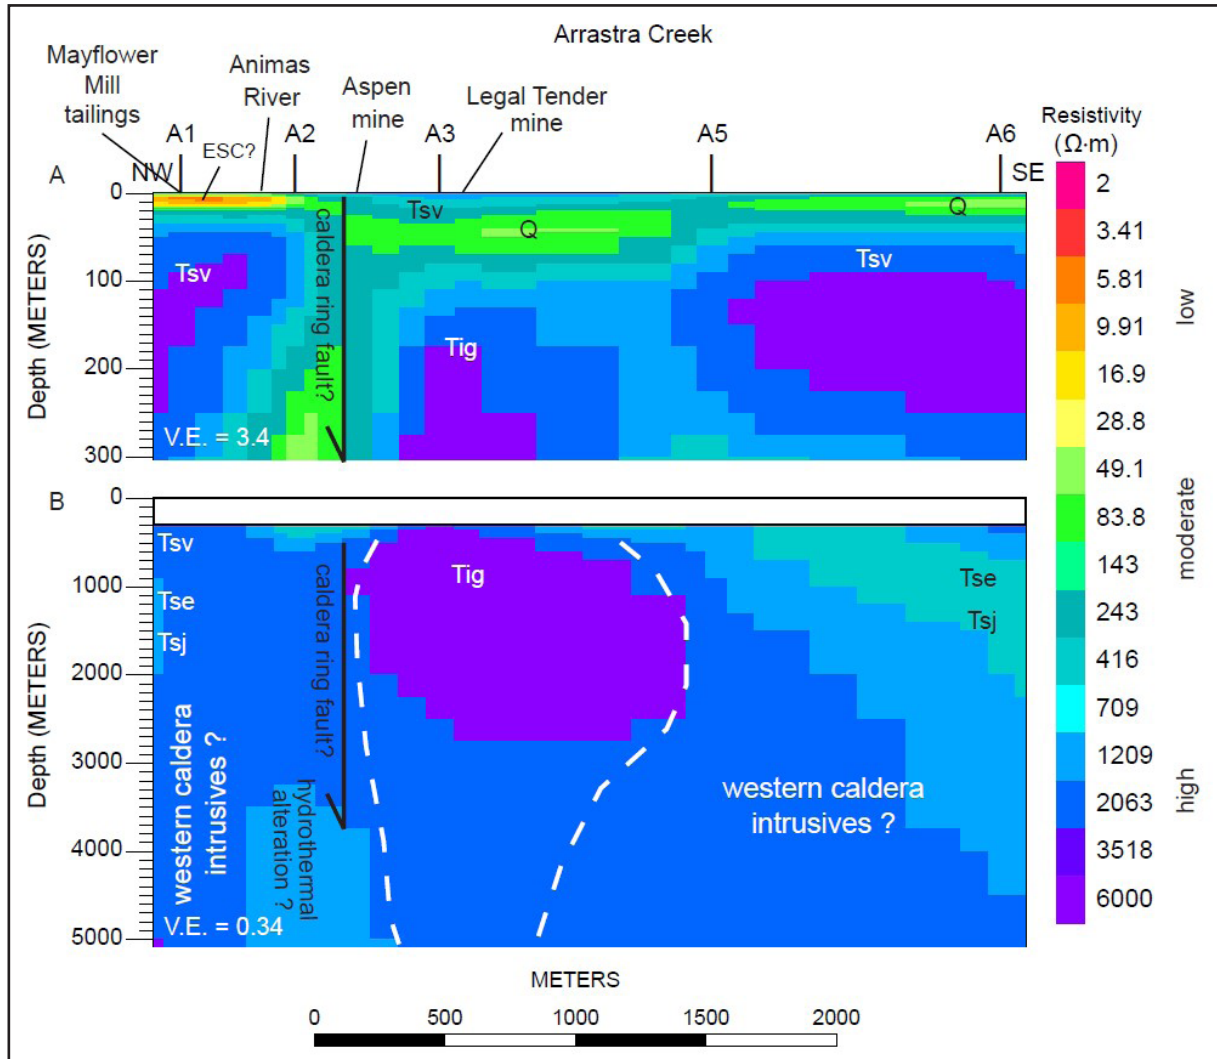 Arrastra Creek
Mayflower
Mill
tailings
Animas
River
Aspen
mine
Legal Tender
mine
A1
A2
A3
A5
A6
ESC?
NW
SE
A
Depth (METERS)
0
100
200
300
Tsv
Tsv
Q
Tig
Tsv
Q
caldera ring fault?
V.E. = 3.4
B
Depth (METERS)
0
1000
2000
3000
4000
5000
Tsv
Tse
Tsj
western caldera
intrusives ?
caldera ring fault?
hydrothermal
alteration ?
Tig
Tse
Tsj
western caldera
intrusives ?
V.E. = 0.34
METERS
0
500
1000
1500
2000
Resistivity
(Ω·m)
2
3.41
5.81
9.91
16.9
28.8
49.1
83.8
143
243
416
709
1209
2063
3518
6000
low
moderate
high